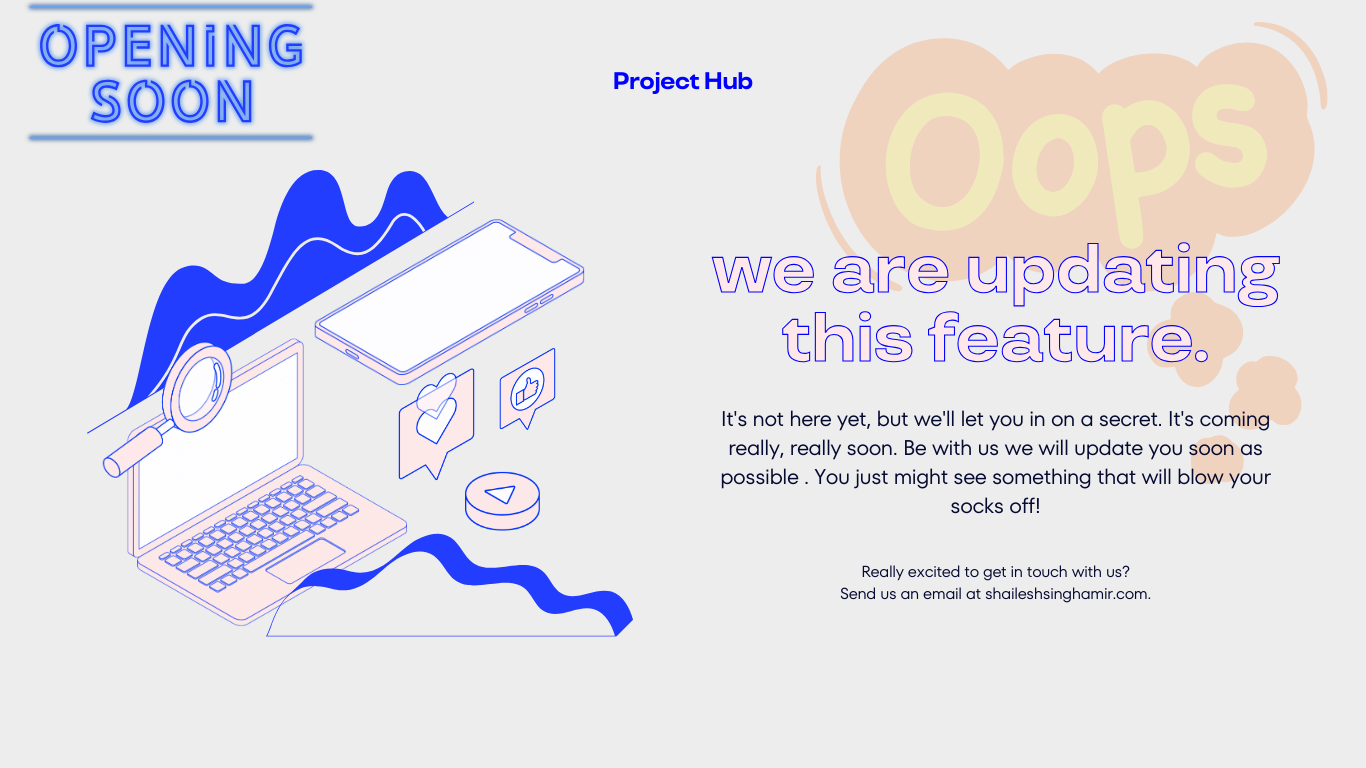 OPENiNG
SOON
Project Hub
Oops
we are updating
this feature.
It's not here yet, but we'll let you in on a secret. It's coming
really, really soon. Be with us we will update you soon as
possible . You just might see something that will blow your
socks off!
Really excited to get in touch with us?
Send us an email at shaileshsinghamir.com.